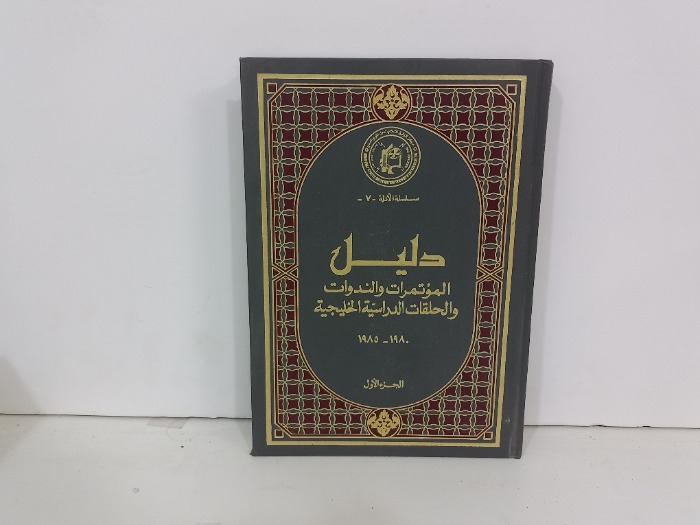 سلسلة الأدلة -٧-
دليل
المؤتمرات والندوات
والحلقات الدراسية الخليجية
١٩٨٠ - ١٩٨٥
الجزء الأول